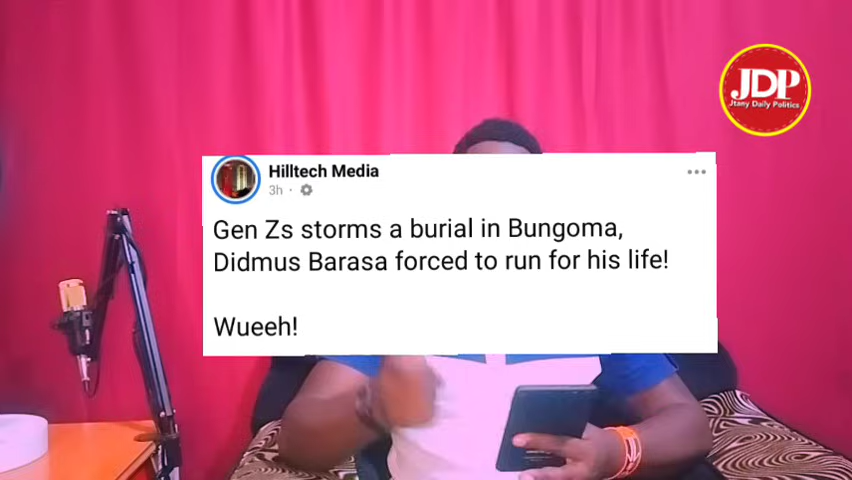 JDP
Jtany Daily Politics
Hilltech Media
3h ·
Gen Zs storms a burial in Bungoma,
Didmus Barasa forced to run for his life!
Wueeh!